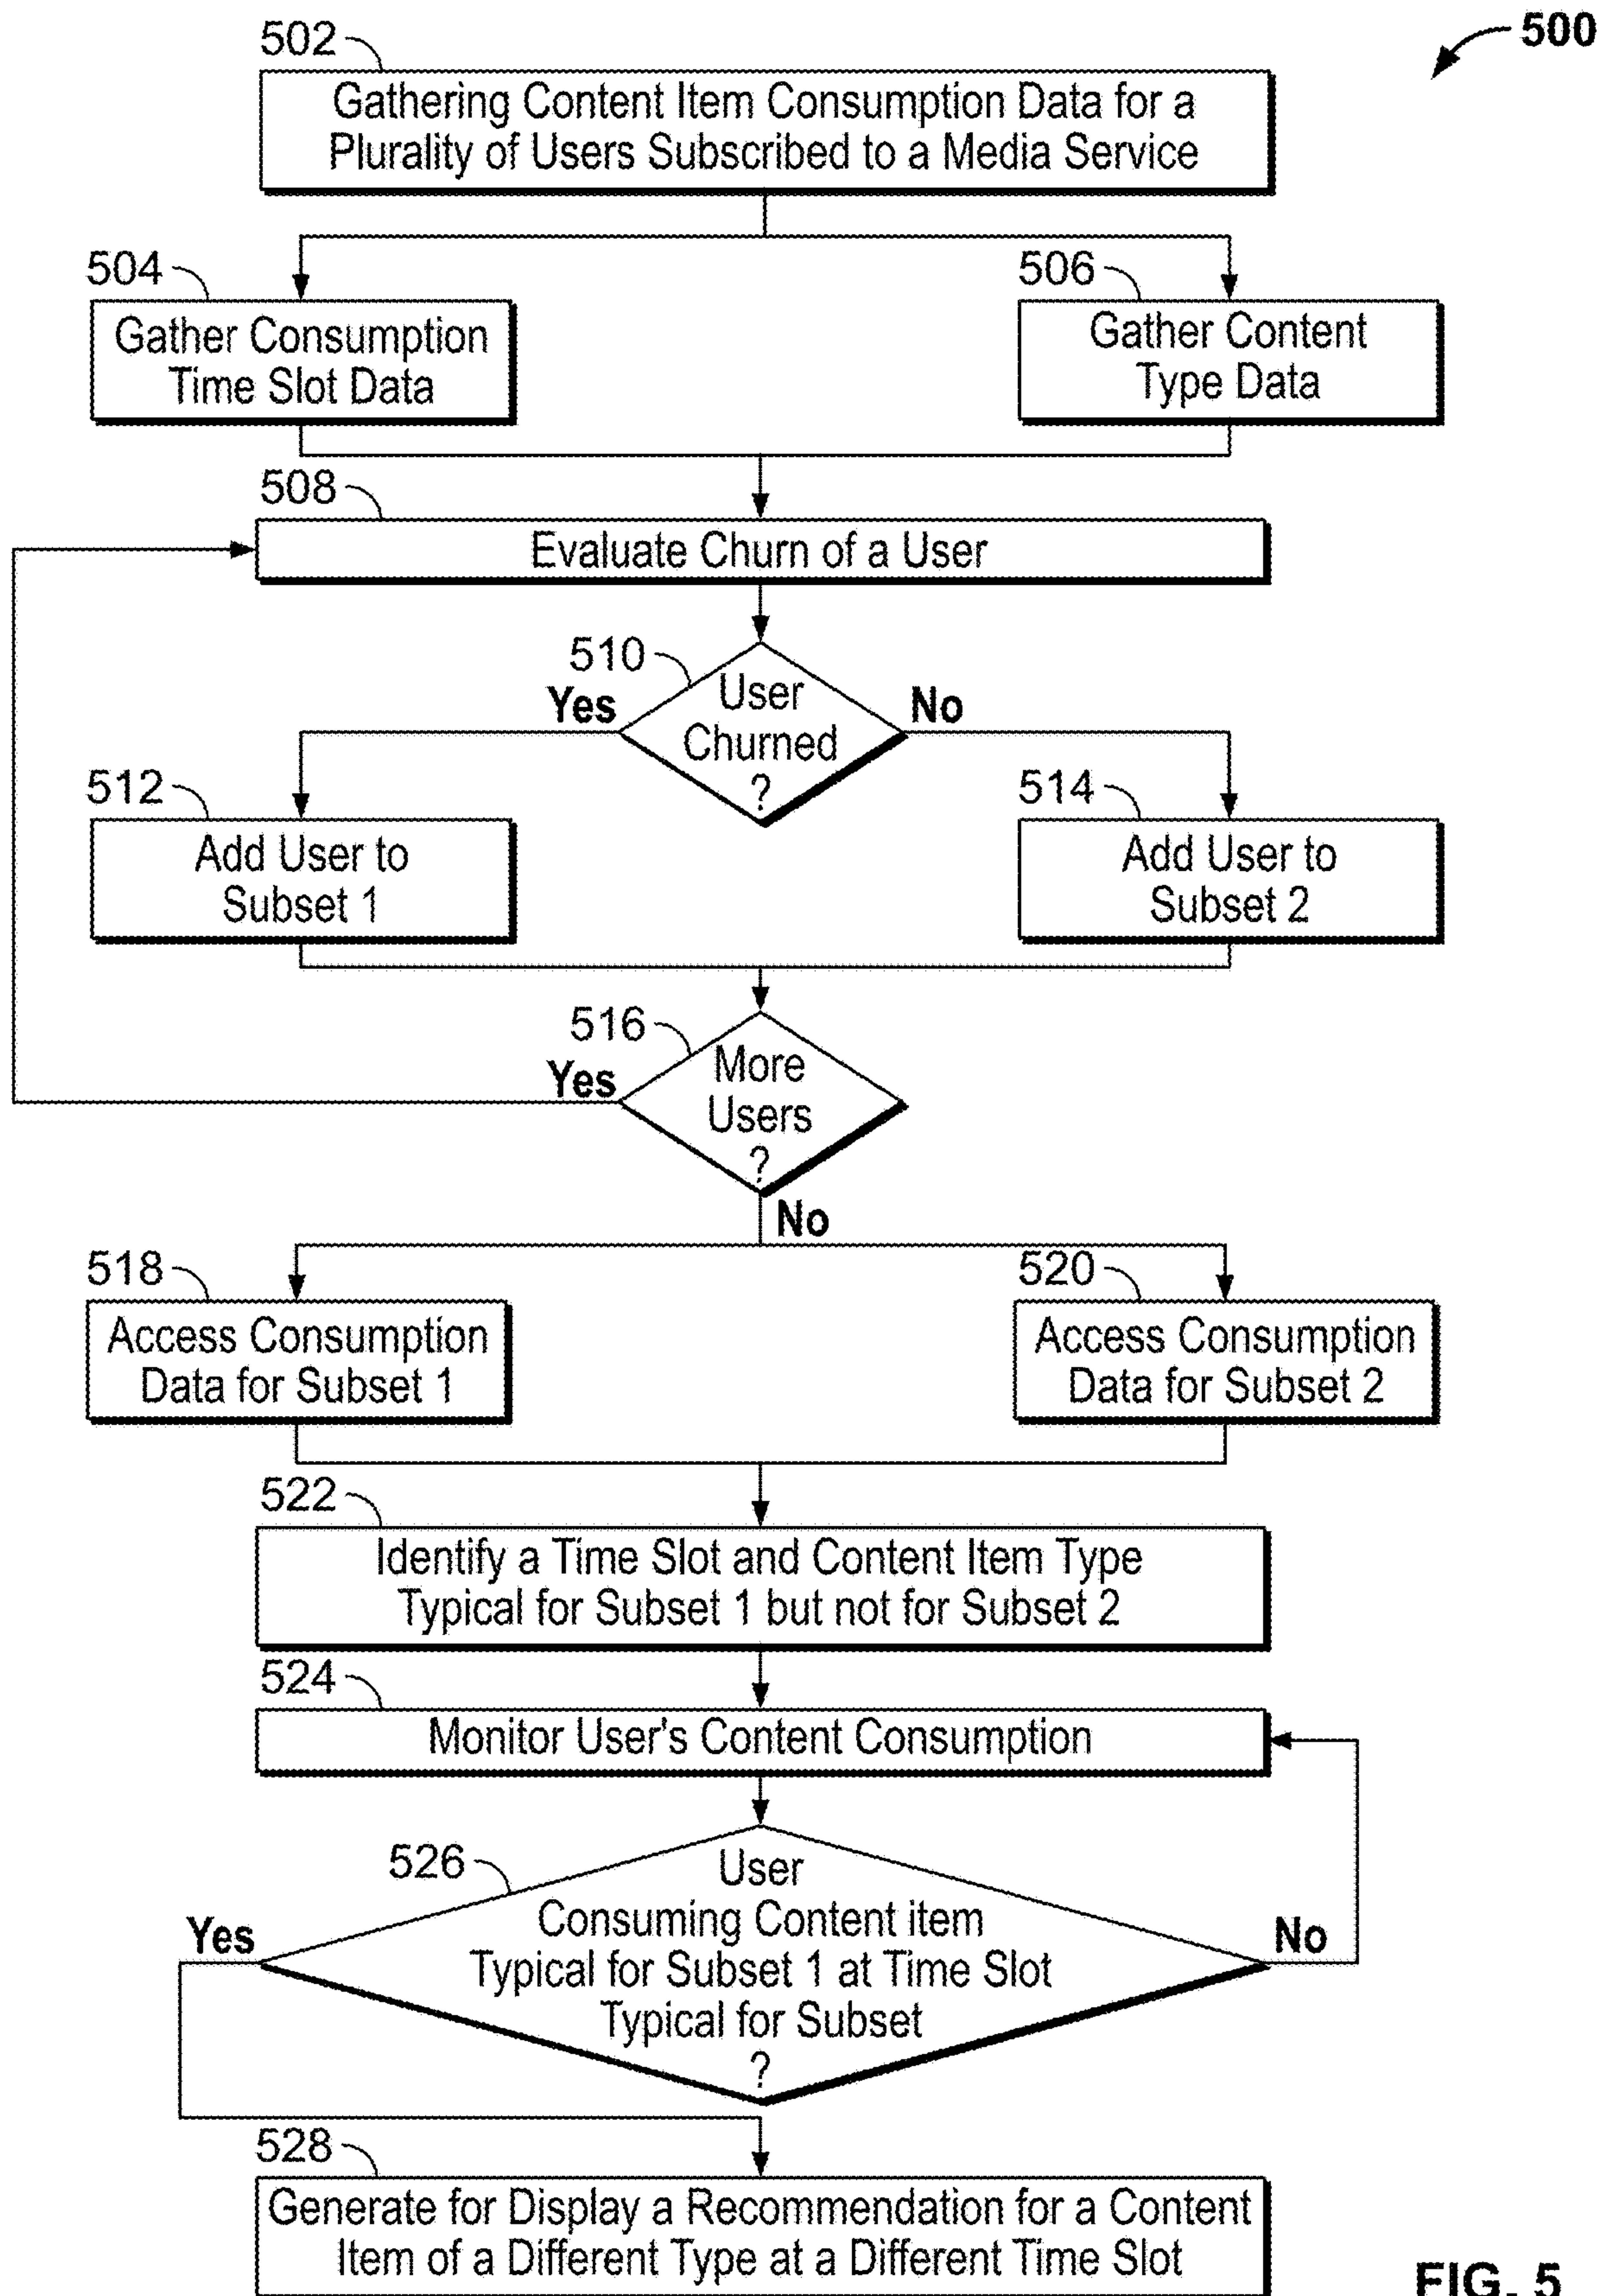 502
500
Gathering Content Item Consumption Data for a
Plurality of Users Subscribed to a Media Service
504
506
Gather Consumption
Time Slot Data
Gather Content
Type Data
508
Evaluate Churn of a User
510
Yes
User
Churned
?
No
512
514
Add User to
Subset 1
Add User to
Subset 2
516
Yes
More
Users
?
No
518
520
Access Consumption
Data for Subset 1
Access Consumption
Data for Subset 2
522
Identify a Time Slot and Content Item Type
Typical for Subset 1 but not for Subset 2
524
Monitor User's Content Consumption
526
Yes
User
Consuming Content item
Typical for Subset 1 at Time Slot
Typical for Subset
?
No
528
Generate for Display a Recommendation for a Content
Item of a Different Type at a Different Time Slot
FIG. 5